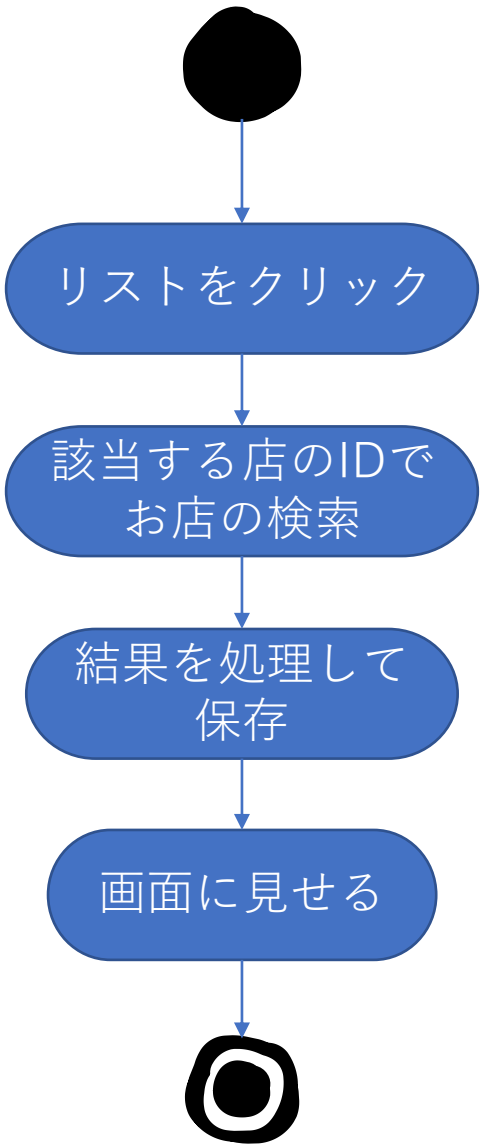 リストをクリック
該当する店のIDで
お店の検索
結果を処理して
保存
画面に見せる